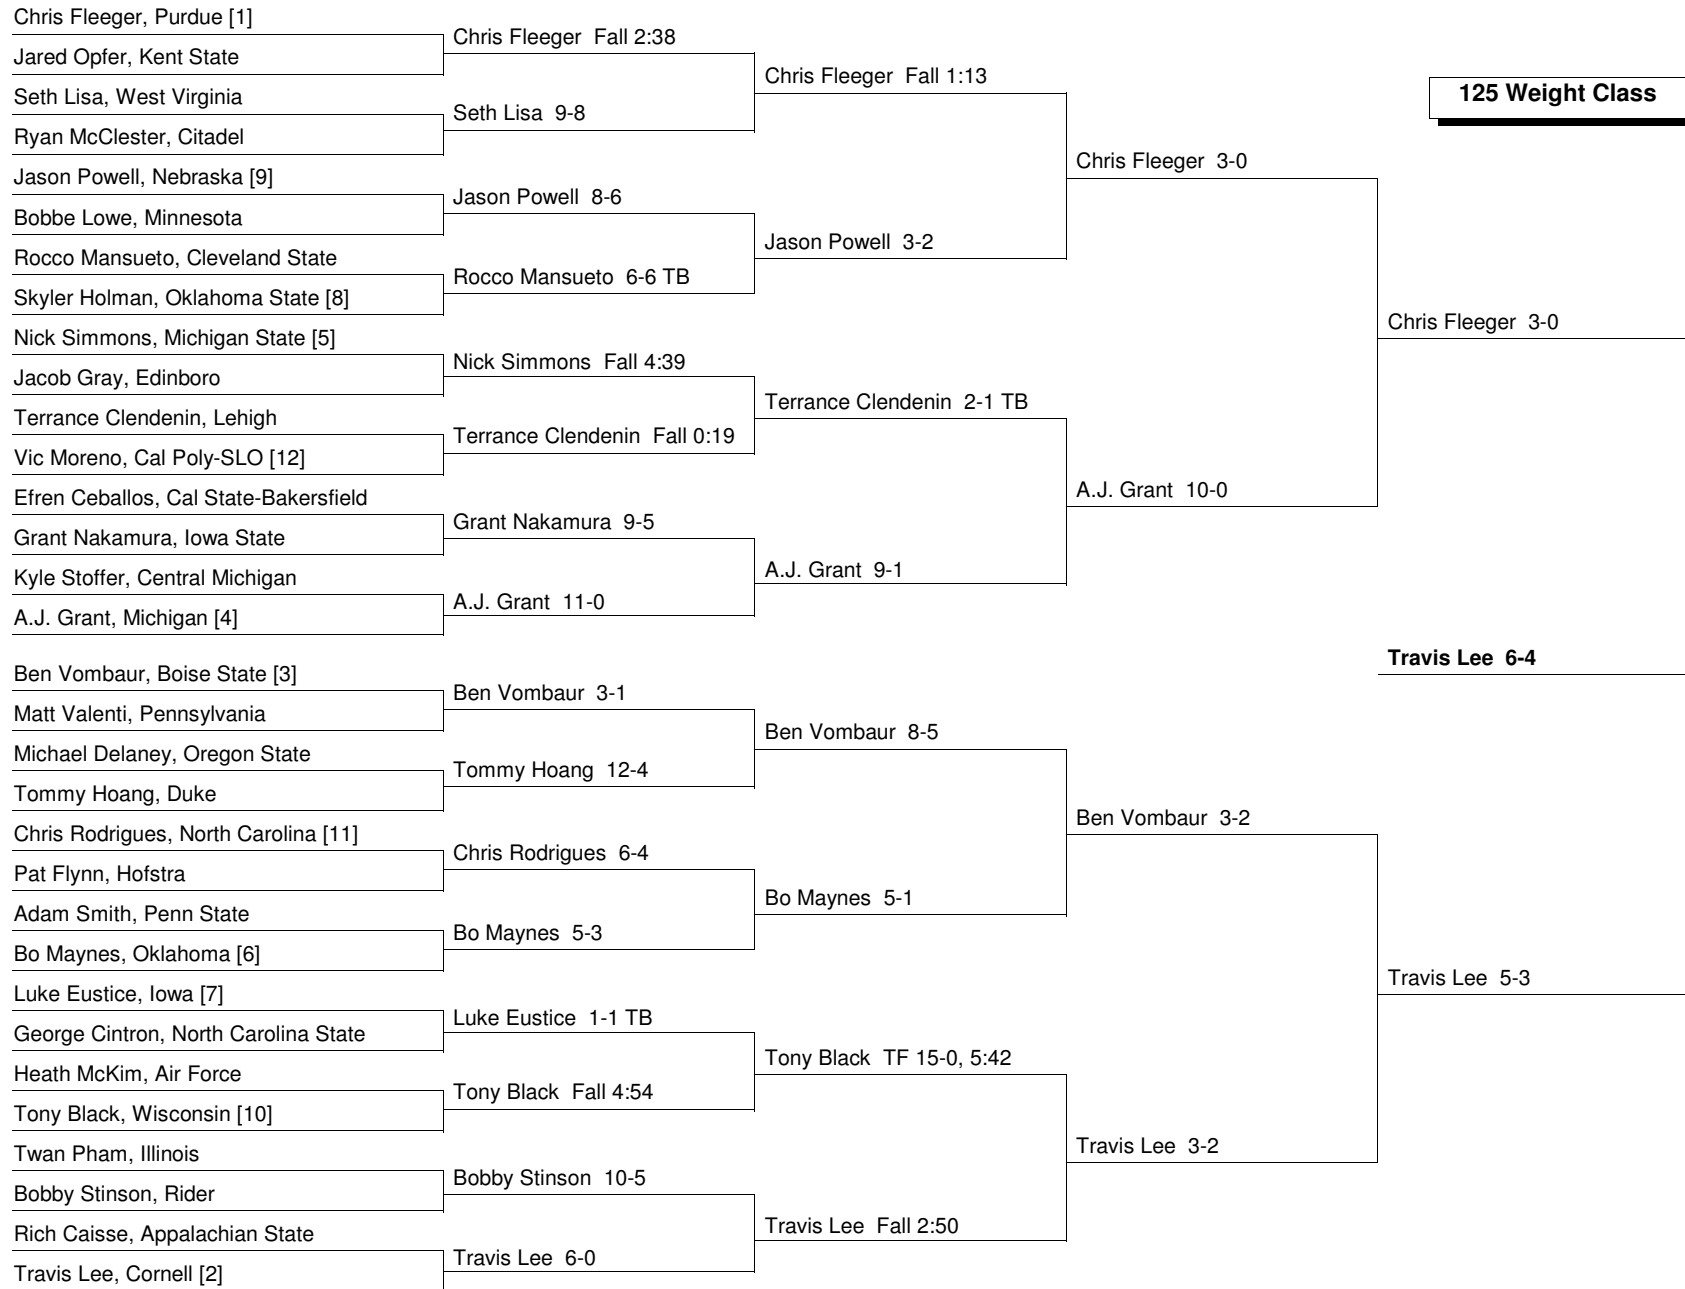 Chris Fleeger, Purdue [1]
Jared Opfer, Kent State
Seth Lisa, West Virginia
Ryan McClester, Citadel
Jason Powell, Nebraska [9]
Bobbe Lowe, Minnesota
Rocco Mansueto, Cleveland State
Skyler Holman, Oklahoma State [8]
Nick Simmons, Michigan State [5]
Jacob Gray, Edinboro
Terrance Clendenin, Lehigh
Vic Moreno, Cal Poly-SLO [12]
Efren Ceballos, Cal State-Bakersfield
Grant Nakamura, Iowa State
Kyle Stoffer, Central Michigan
A.J. Grant, Michigan [4]
Ben Vombaur, Boise State [3]
Matt Valenti, Pennsylvania
Michael Delaney, Oregon State
Tommy Hoang, Duke
Chris Rodrigues, North Carolina [11]
Pat Flynn, Hofstra
Adam Smith, Penn State
Bo Maynes, Oklahoma [6]
Luke Eustice, Iowa [7]
George Cintron, North Carolina State
Heath McKim, Air Force
Tony Black, Wisconsin [10]
Twan Pham, Illinois
Bobby Stinson, Rider
Rich Caisse, Appalachian State
Travis Lee, Cornell [2]
Chris Fleeger Fall 2:38
Seth Lisa 9-8
Jason Powell 8-6
Rocco Mansueto 6-6 TB
Nick Simmons Fall 4:39
Terrance Clendenin Fall 0:19
Grant Nakamura 9-5
A.J. Grant 11-0
Ben Vombaur 3-1
Tommy Hoang 12-4
Chris Rodrigues 6-4
Bo Maynes 5-3
Luke Eustice 1-1 TB
Tony Black Fall 4:54
Bobby Stinson 10-5
Travis Lee 6-0
Chris Fleeger Fall 1:13
Jason Powell 3-2
Terrance Clendenin 2-1 TB
A.J. Grant 9-1
Ben Vombaur 8-5
Bo Maynes 5-1
Tony Black TF 15-0, 5:42
Travis Lee Fall 2:50
Chris Fleeger 3-0
A.J. Grant 10-0
Ben Vombaur 3-2
Travis Lee 3-2
125 Weight Class
Chris Fleeger 3-0
Travis Lee 6-4
Travis Lee 5-3